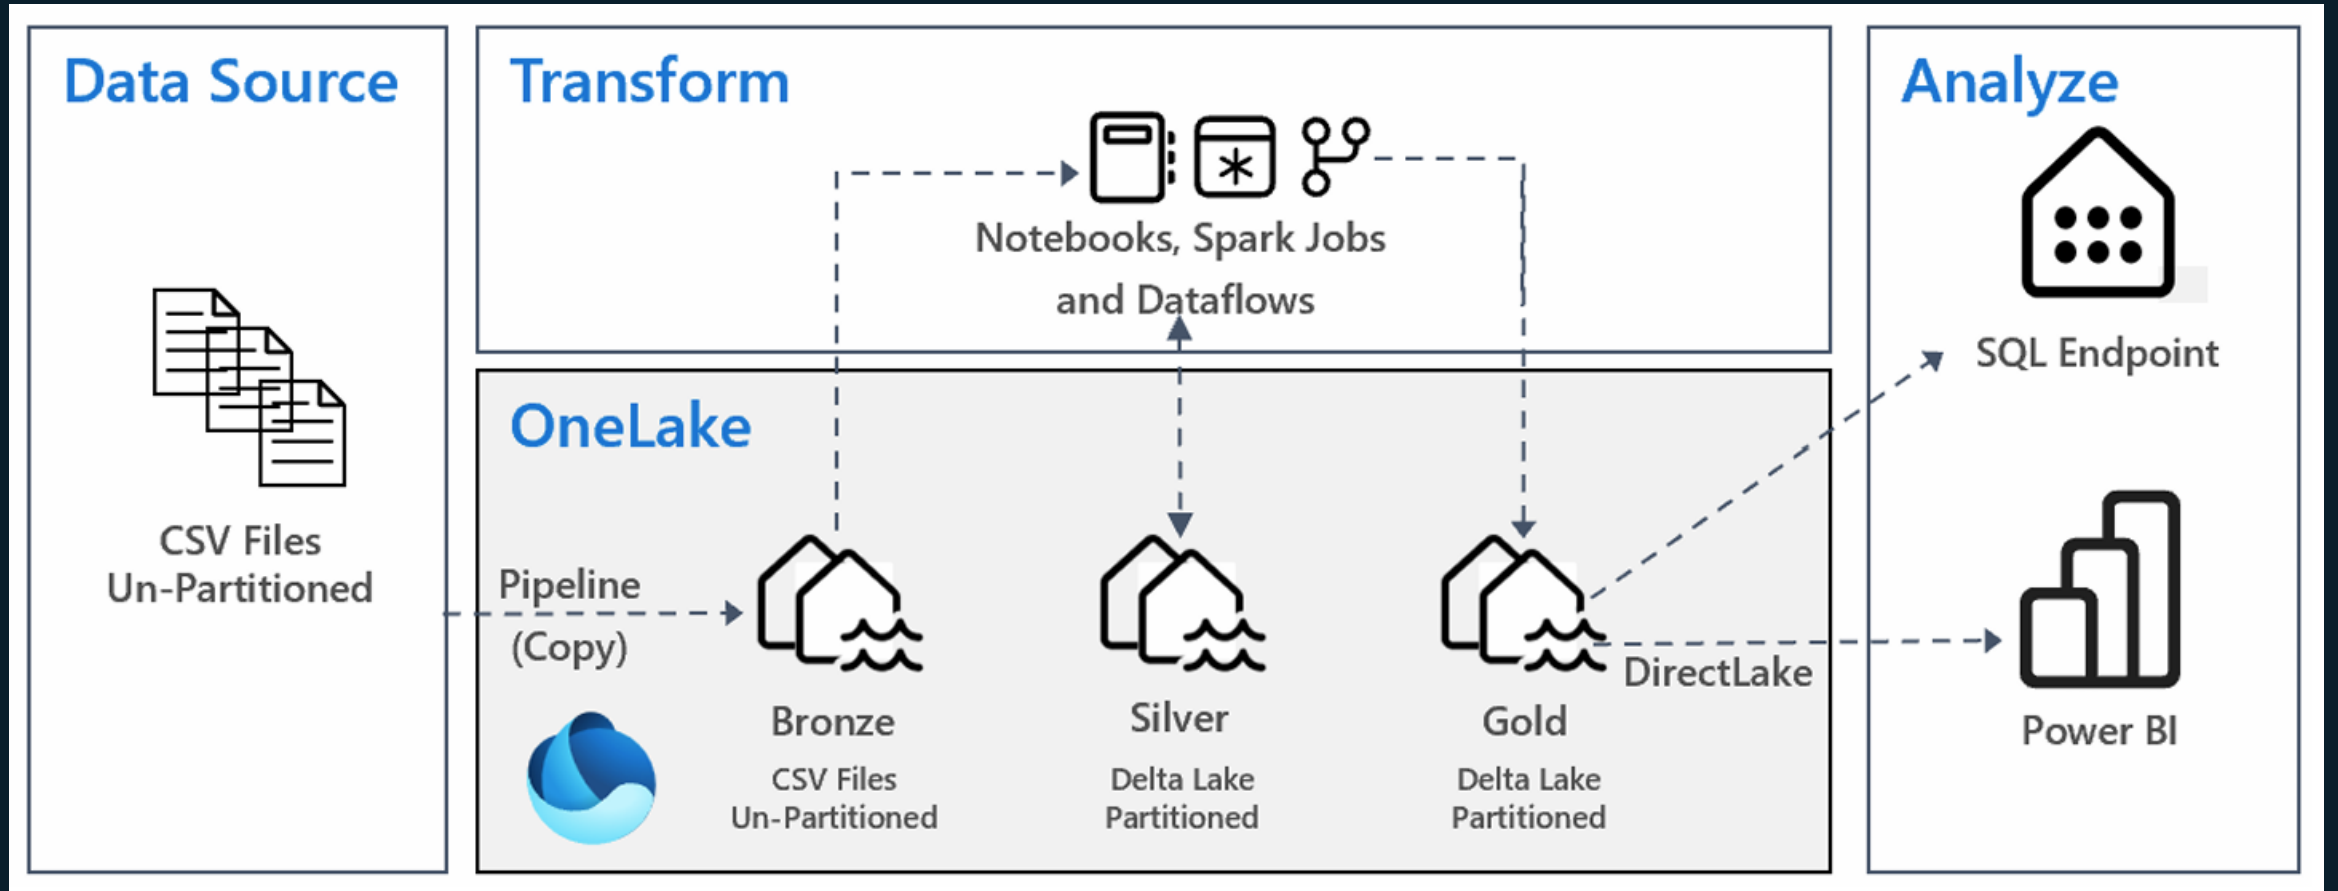 Data Source
CSV Files
Un-Partitioned
Transform
Notebooks, Spark Jobs
and Dataflows
OneLake
Pipeline
(Copy)
Bronze
CSV Files
Un-Partitioned
Silver
Delta Lake
Partitioned
Gold
Delta Lake
Partitioned
DirectLake
Analyze
SQL Endpoint
Power BI